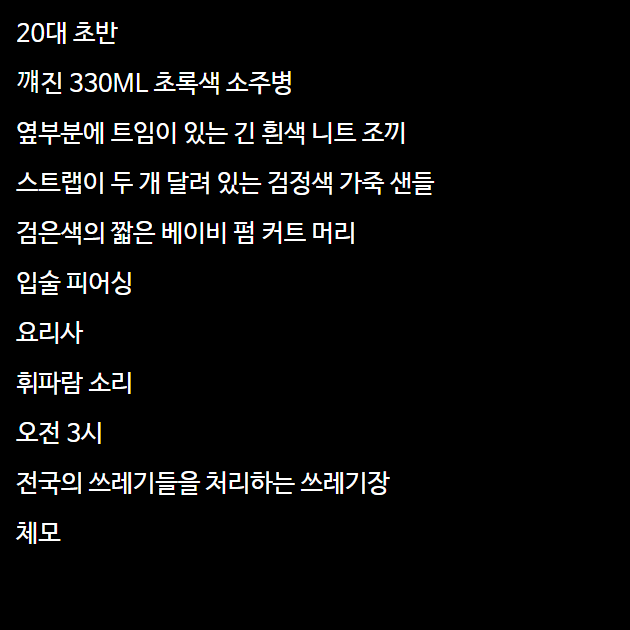 20대 초반
꺠진 330ML 초록색 소주병
옆부분에 트임이 있는 긴 흰색 니트 조끼
스트랩이 두 개 달려 있는 검정색 가죽 샌들
검은색의 짧은 베이비 펌 커트 머리
입술 피어싱
요리사
휘파람 소리
오전 3시
전국의 쓰레기들을 처리하는 쓰레기장
체모